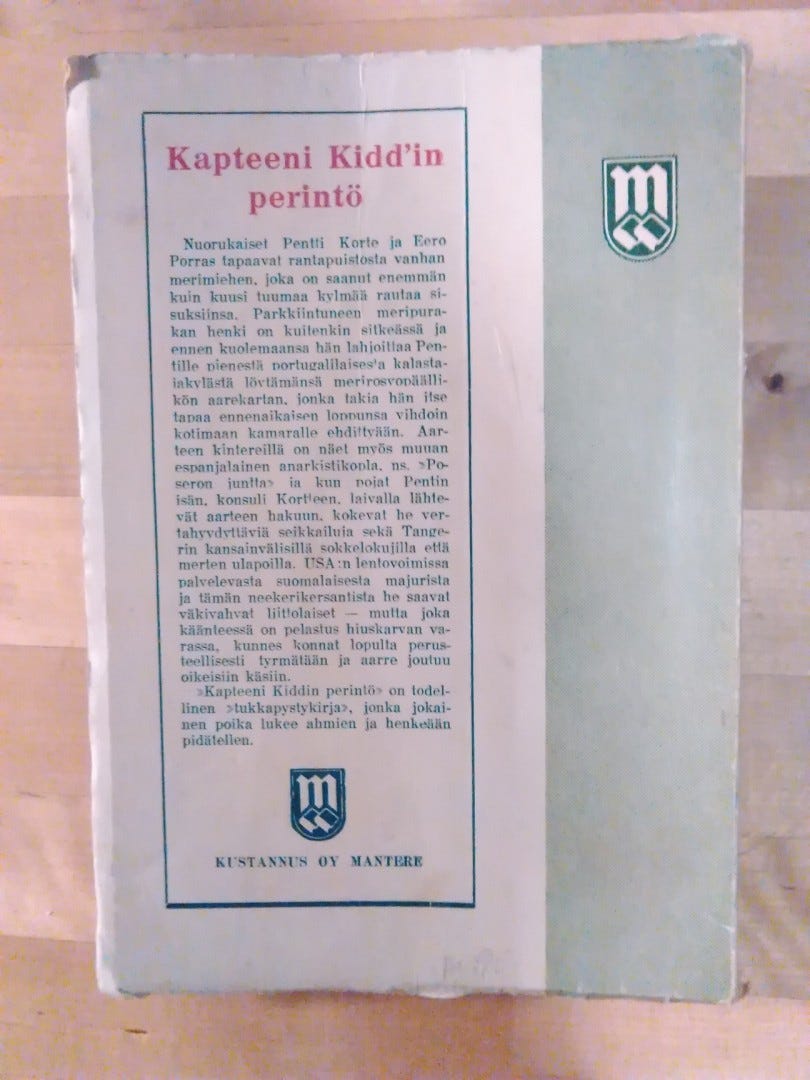 Kapteeni Kidd'in
perintö
Nuorukaiset Pentti Korte ja Eero
Porras tapaavat rantapuistosta vanhan
merimiehen, joka on saanut enemmän
kuin kuusi tuumaa kylmää rautaa si-
suksiinsa. Parkkiintuneen meripura-
kan henki on kuitenkin sitkeässä ja
ennen kuolemaansa hän lahjoittaa Pen-
tille pienestä portugalilaises'a kalasta-
jakylästä löytämänsä merirosvopäälli-
kön aarekartan, jonka takia hän itse
tapaa ennenaikaisen loppunsa vihdoin
kotimaan kamaralle ehdittyään. Aar-
teen kintereillä on näet myös muuan
espanjalainen anarkistikopla, ns. »Po-
seron juntta» ja kun pojat Pentin
isän, konsuli Kortteen, laivalla lähte-
vät aarteen hakuun, kokevat he ver-
tahyydyttäviä seikkailuja sekä Tange-
rin kansainvälisillä sokkelokujilla että
merten ulapoilla. USA:n lentovoimissa
palvelevasta suomalaisesta majurista
ja tämän neekerikersantista he saavat
väkivahvat liittolaiset — mutta joka
käänteessä on pelastus hiuskarvan va-
rassa, kunnes konnat lopulta perus-
teellisesti tyrmätään ja aarre joutuu
oikeisiin käsiin.
»Kapteeni Kiddin perintö» on todel-
linen »tukkapystykirja», jonka jokai-
nen poika lukee ahmien ja henkeään
pidätellen.
m
KUSTANNUS OY MANTERE
m